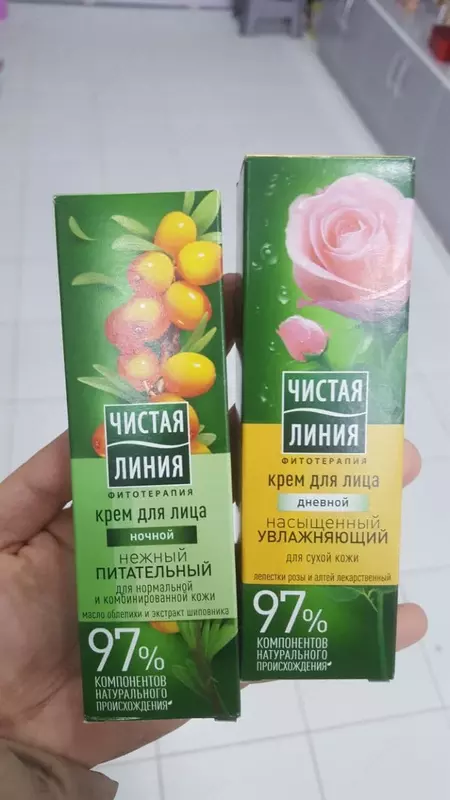 ЧИСТАЯ
ЛИНИЯ
ФИТОТЕРАПИЯ
крем для лица
ночной
нежный
ПИТАТЕЛЬНЫЙ
для нормальной
и комбинированной кожи
масло облепихи и экстракт шиповника
97%
КОМПОНЕНТОВ
НАТУРАЛЬНОГО
ПРОИСХОЖДЕНИЯ
ЧИСТАЯ
ЛИНИЯ
ФИТОТЕРАПИЯ
крем для лица
дневной
насыщенный
УВЛАЖНЯЮЩИЙ
для сухой кожи
лепестки розы и алтей лекарственный
97%
КОМПОНЕНТОВ
НАТУРАЛЬНОГО
ПРОИСХОЖДЕНИЯ